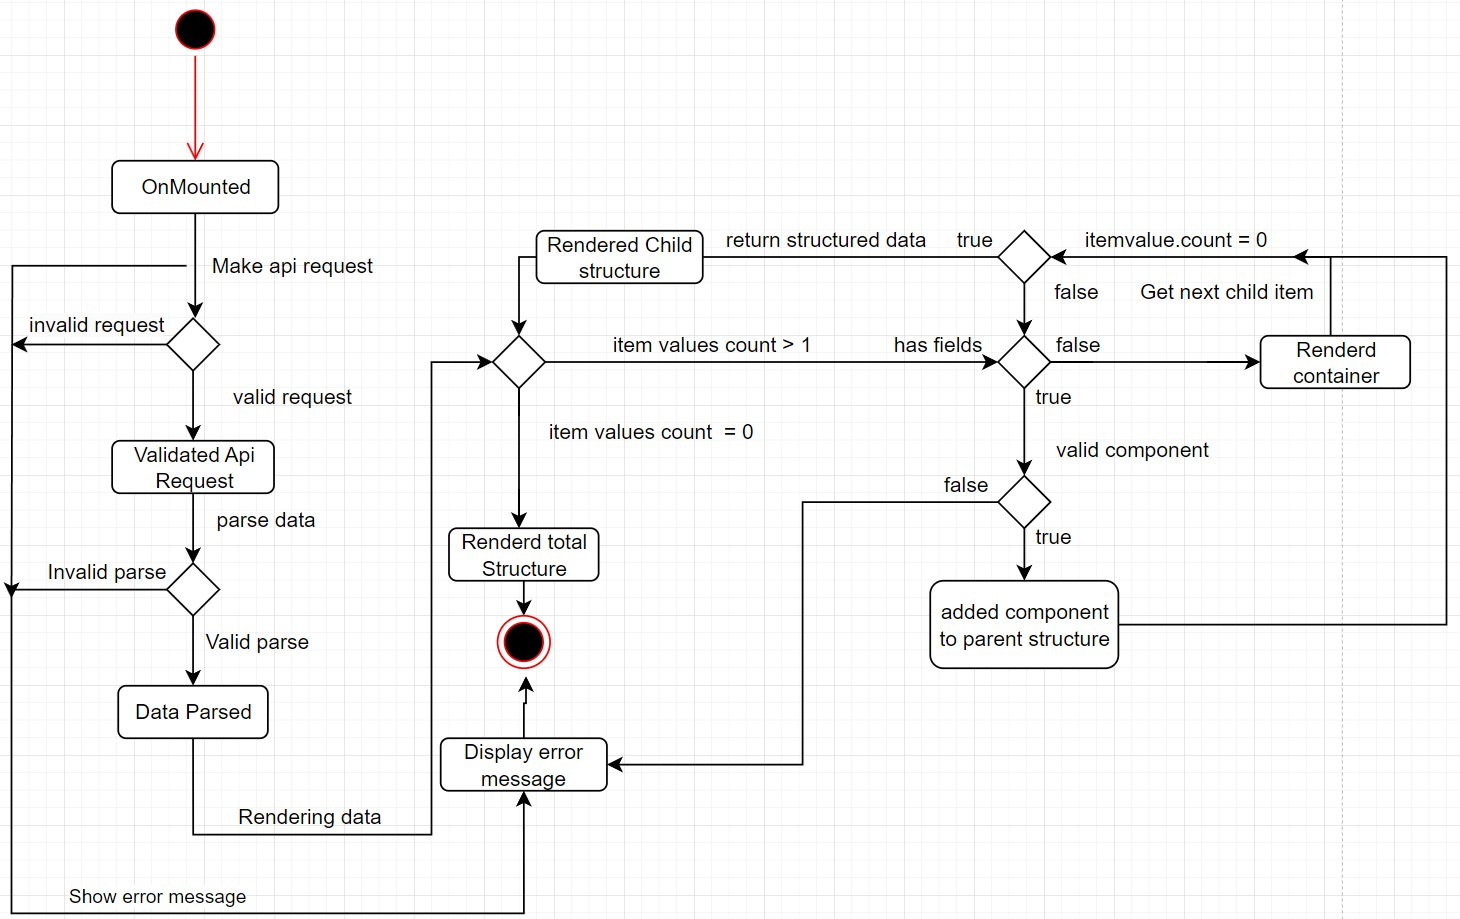 OnMounted
Make api request
invalid request
valid request
Validated Api
Request
parse data
Invalid parse
Valid parse
Data Parsed
Rendering data
Show error message
Rendered Child
structure
return structured data
true
itemvalue.count = 0
false
Get next child item
item values count > 1
has fields
false
Renderd
container
true
item values count  = 0
valid component
false
true
Renderd total
Structure
added component
to parent structure
Display error
message